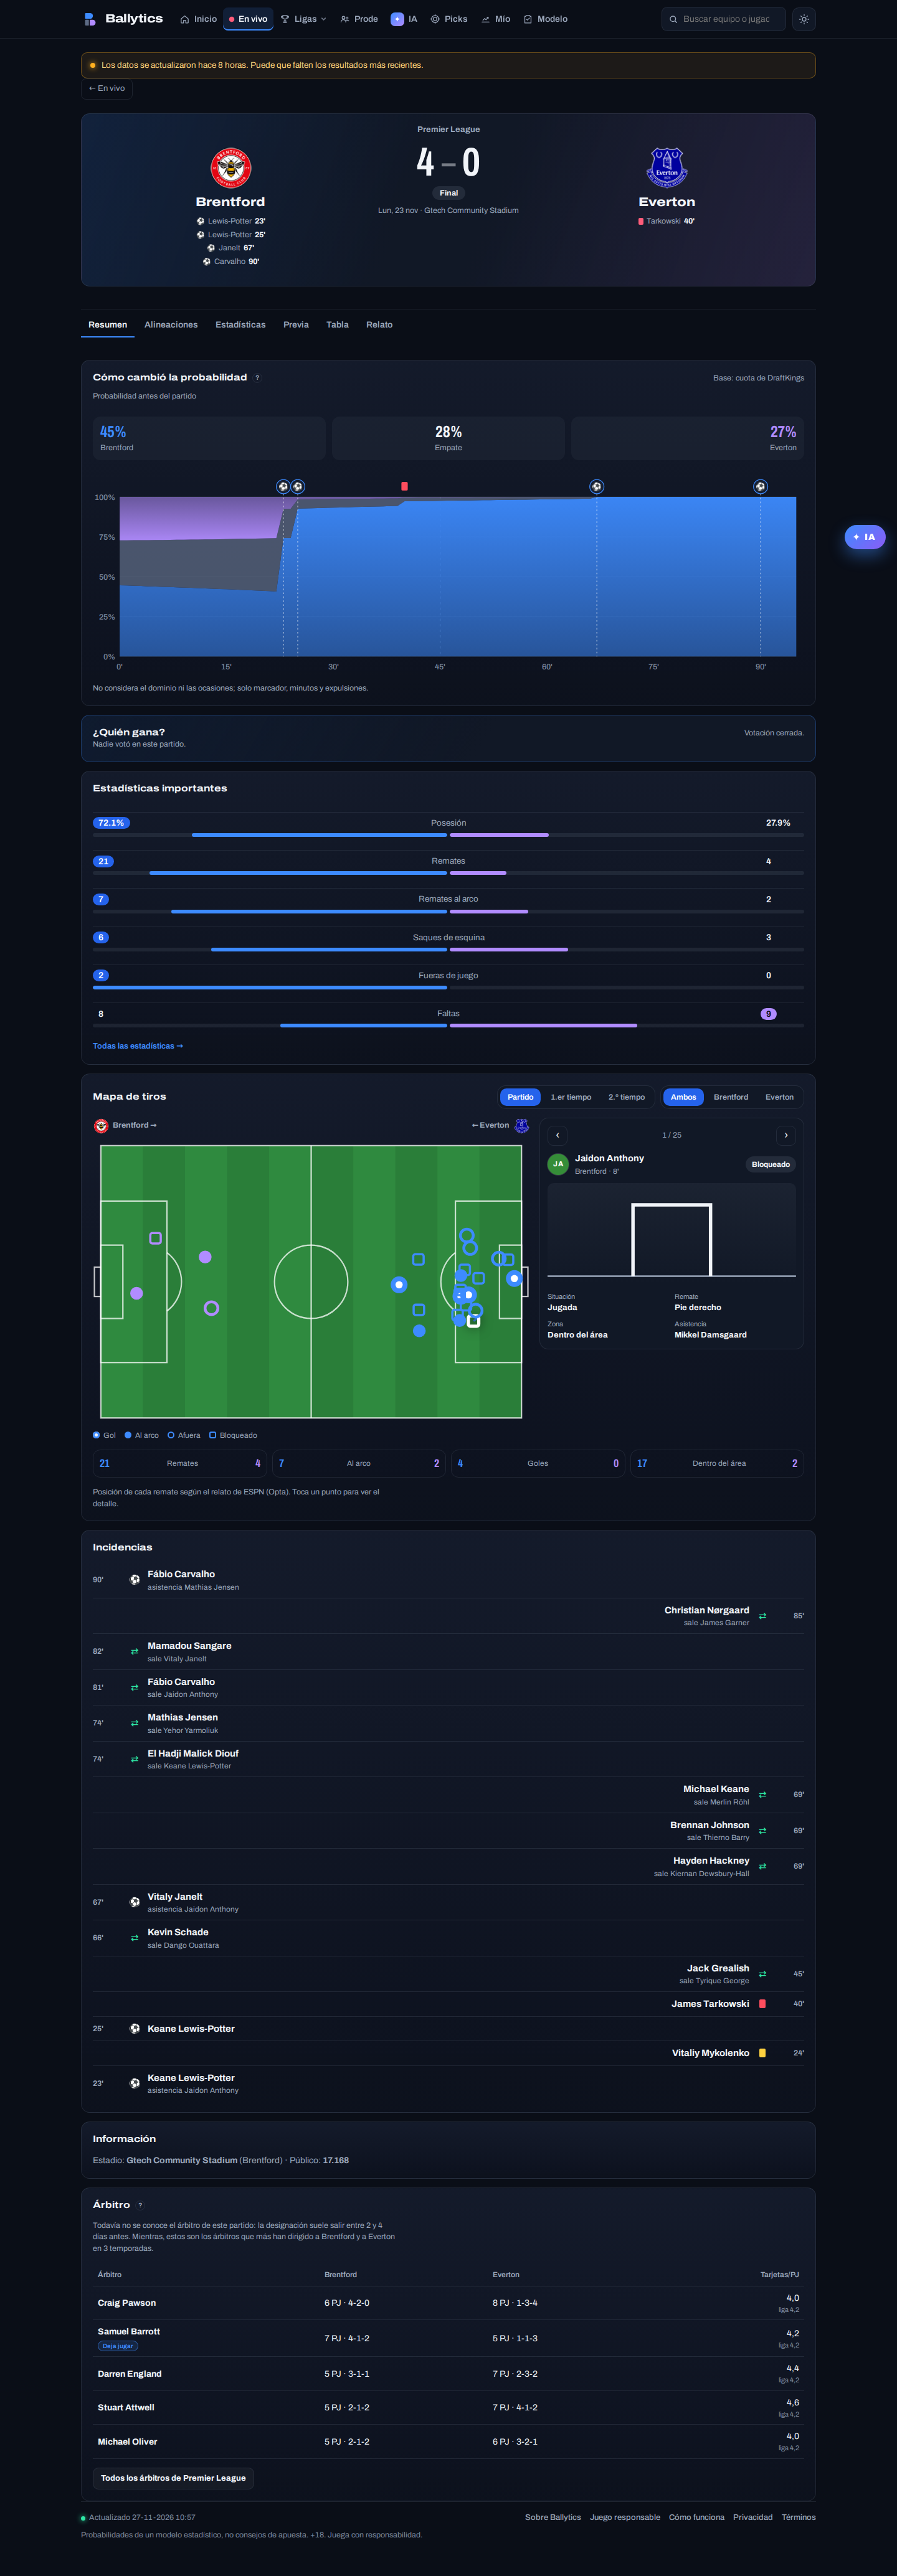 Ballytics
Inicio
En vivo
Ligas
Prode
IA
Picks
Mío
Modelo
Buscar equipo o jugac
Los datos se actualizaron hace 8 horas. Puede que falten los resultados más recientes.
← En vivo
Premier League
4 – 0
Final
Lun, 23 nov · Gtech Community Stadium
Brentford
Lewis-Potter 23'
Lewis-Potter 25'
Janelt 67'
Carvalho 90'
Everton
Tarkowski 40'
Resumen
Alineaciones
Estadísticas
Previa
Tabla
Relato
Cómo cambió la probabilidad ?
Base: cuota de DraftKings
Probabilidad antes del partido
45%
Brentford
28%
Empate
27%
Everton
100%
75%
50%
25%
0%
0'
15'
30'
45'
60'
75'
90'
No considera el dominio ni las ocasiones; solo marcador, minutos y expulsiones.
IA
¿Quién gana?
Votación cerrada.
Nadie votó en este partido.
Estadísticas importantes
72.1% Posesión 27.9%
21 Remates 4
7 Remates al arco 2
6 Saques de esquina 3
2 Fueras de juego 0
8 Faltas 9
Todas las estadísticas →
Mapa de tiros
Partido
1.er tiempo
2.º tiempo
Ambos
Brentford
Everton
Brentford →
← Everton
‹ 1 / 25 ›
JA
Jaidon Anthony
Brentford · 8'
Bloqueado
Situación
Jugada
Remate
Pie derecho
Zona
Dentro del área
Asistencia
Mikkel Damsgaard
Gol
Al arco
Afuera
Bloqueado
21 Remates 4
7 Al arco 2
4 Goles 0
17 Dentro del área 2
Posición de cada remate según el relato de ESPN (Opta). Toca un punto para ver el
detalle.
Incidencias
90' Fábio Carvalho
asistencia Mathias Jensen
Christian Nørgaard 85'
sale James Garner
82' Mamadou Sangare
sale Vitaly Janelt
81' Fábio Carvalho
sale Jaidon Anthony
74' Mathias Jensen
sale Yehor Yarmoliuk
74' El Hadji Malick Diouf
sale Keane Lewis-Potter
Michael Keane 69'
sale Merlin Röhl
Brennan Johnson 69'
sale Thierno Barry
Hayden Hackney 69'
sale Kiernan Dewsbury-Hall
67' Vitaly Janelt
asistencia Jaidon Anthony
66' Kevin Schade
sale Dango Ouattara
Jack Grealish 45'
sale Tyrique George
James Tarkowski 40'
25' Keane Lewis-Potter
Vitaliy Mykolenko 24'
23' Keane Lewis-Potter
asistencia Jaidon Anthony
Información
Estadio: Gtech Community Stadium (Brentford) · Público: 17.168
Árbitro ?
Todavía no se conoce el árbitro de este partido: la designación suele salir entre 2 y 4
días antes. Mientras, estos son los árbitros que más han dirigido a Brentford y a Everton
en 3 temporadas.
Árbitro Brentford Everton Tarjetas/PJ
Craig Pawson 6 PJ · 4-2-0 8 PJ · 1-3-4 4,0
liga 4,2
Samuel Barrott 7 PJ · 4-1-2 5 PJ · 1-1-3 4,2
Deja jugar liga 4,2
Darren England 5 PJ · 3-1-1 7 PJ · 2-3-2 4,4
liga 4,2
Stuart Attwell 5 PJ · 2-1-2 7 PJ · 4-1-2 4,6
liga 4,2
Michael Oliver 5 PJ · 2-1-2 6 PJ · 3-2-1 4,0
liga 4,2
Todos los árbitros de Premier League
Actualizado 27-11-2026 10:57
Sobre Ballytics
Juego responsable
Cómo funciona
Privacidad
Términos
Probabilidades de un modelo estadístico, no consejos de apuesta. +18. Juega con responsabilidad.